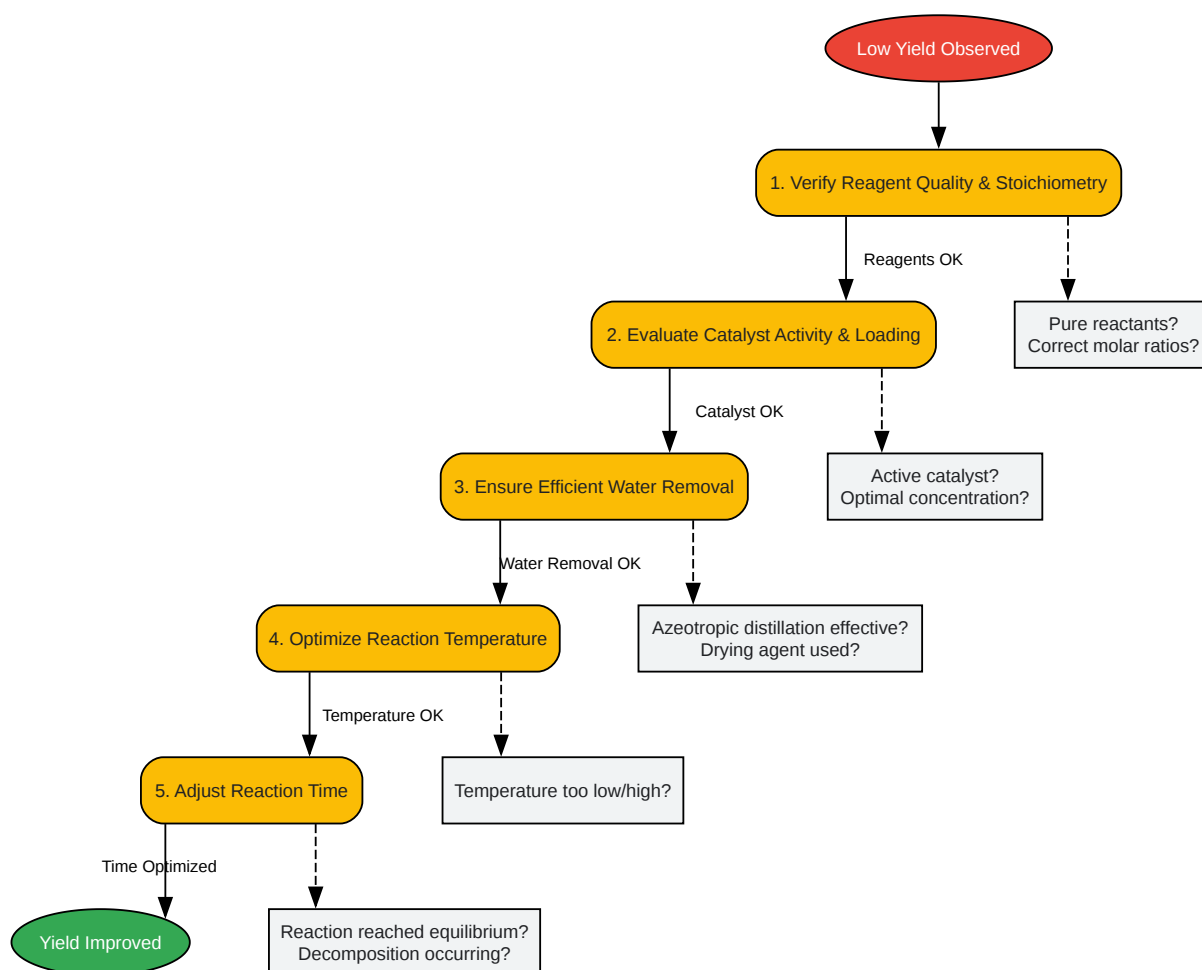 Low Yield Observed
1. Verify Reagent Quality & Stoichiometry
Reagents OK
Pure reactants?
Correct molar ratios?
2. Evaluate Catalyst Activity & Loading
Catalyst OK
Active catalyst?
Optimal concentration?
3. Ensure Efficient Water Removal
Water Removal OK
Azeotropic distillation effective?
Drying agent used?
4. Optimize Reaction Temperature
Temperature OK
Temperature too low/high?
5. Adjust Reaction Time
Time Optimized
Reaction reached equilibrium?
Decomposition occurring?
Yield Improved